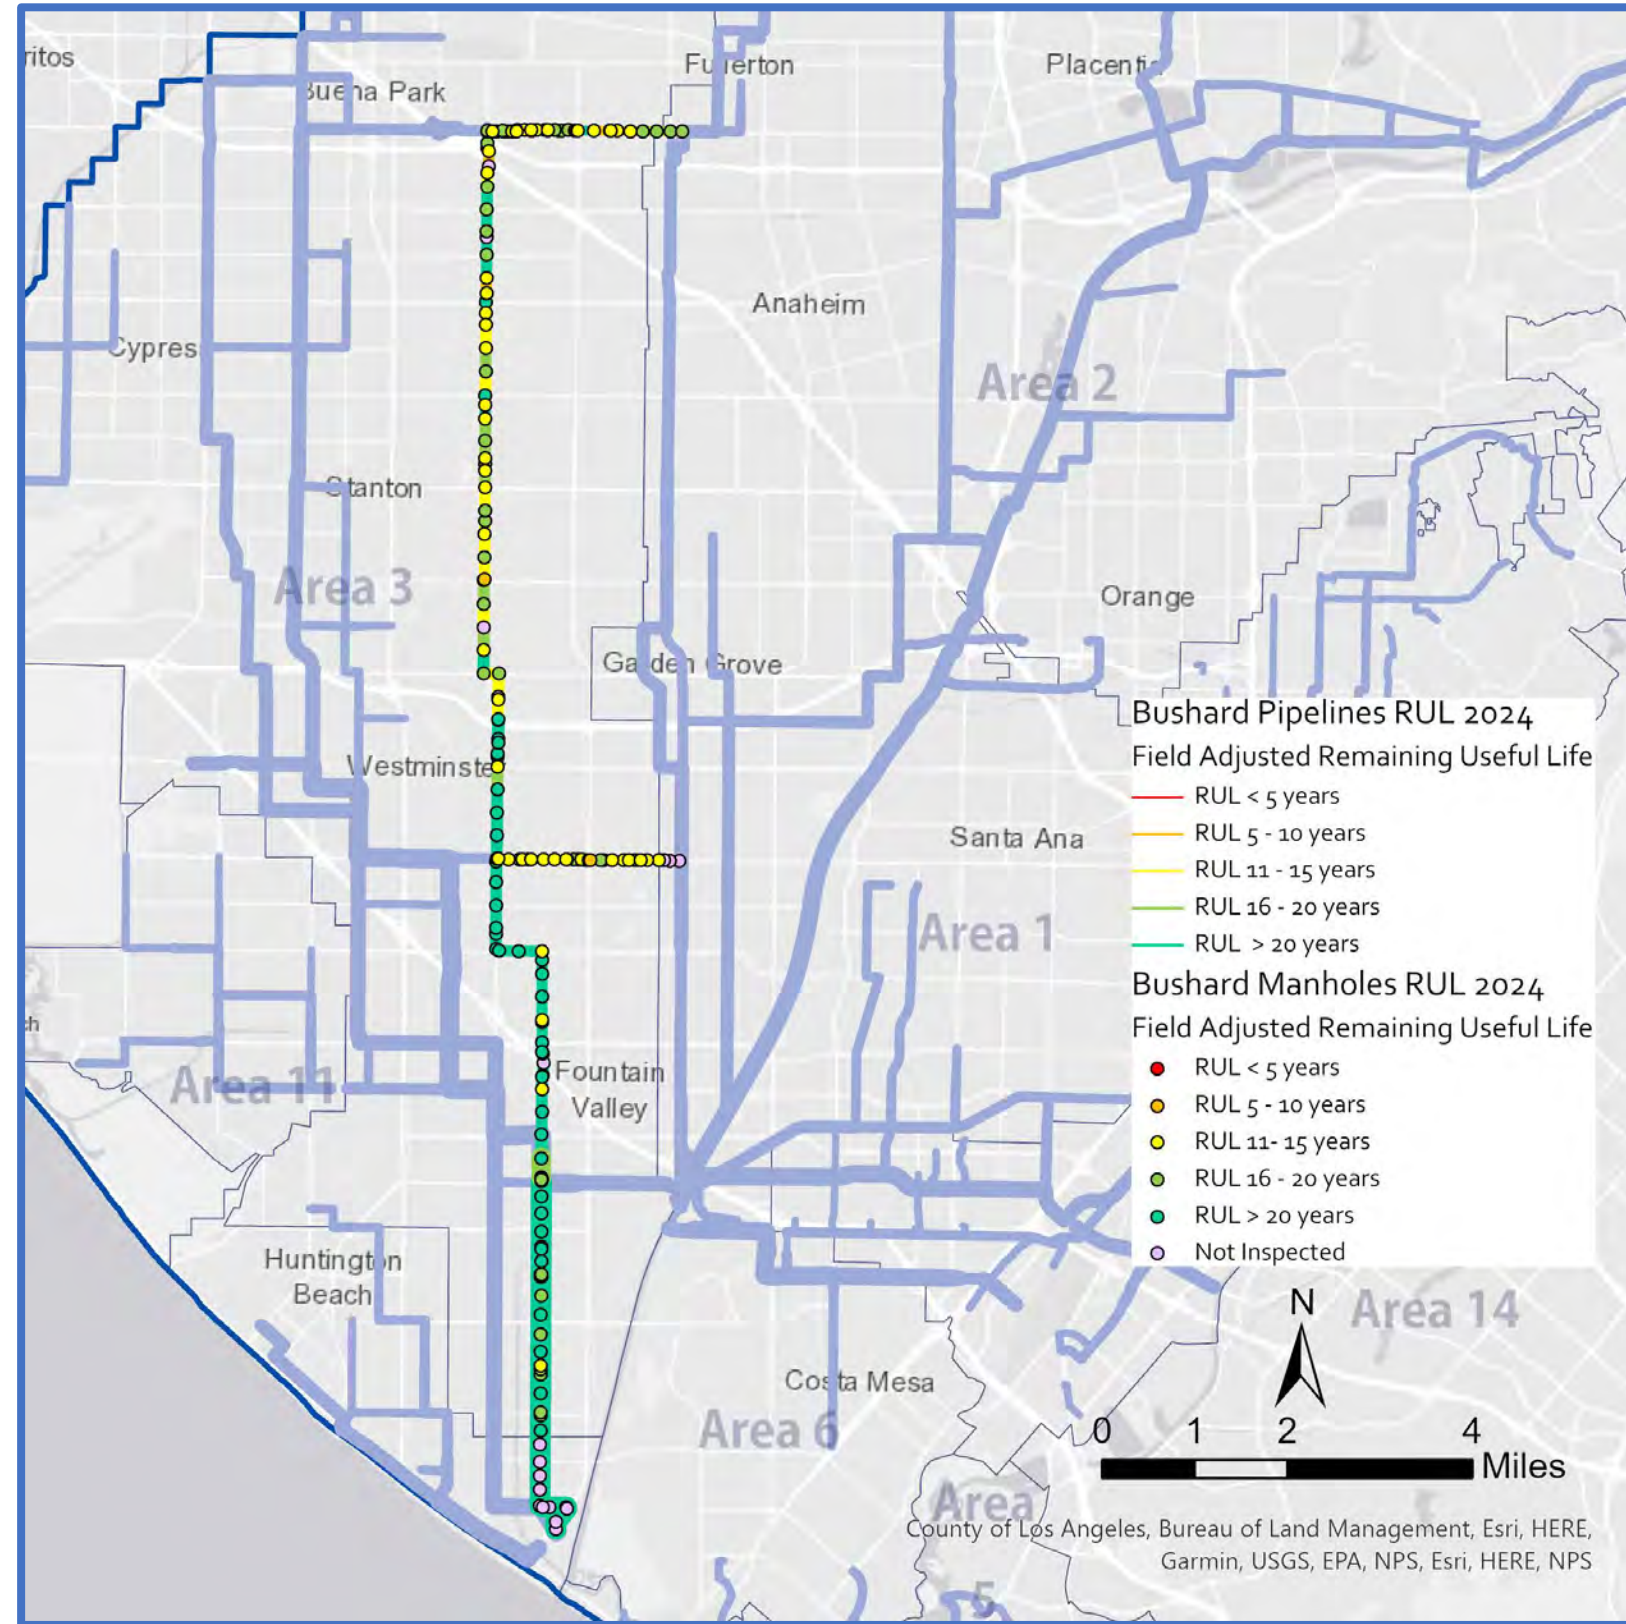 ritos
Fullerton
Placentia
Buena Park
Anaheim
Cypress
Area 2
Stanton
Area 3
Orange
Garden Grove
Bushard Pipelines RUL 2024
Field Adjusted Remaining Useful Life
RUL < 5 years
RUL 5 - 10 years
RUL 11 - 15 years
RUL 16 - 20 years
RUL > 20 years
Bushard Manholes RUL 2024
Field Adjusted Remaining Useful Life
RUL < 5 years
RUL 5 - 10 years
RUL 11- 15 years
RUL 16 - 20 years
RUL > 20 years
Not Inspected
Westminster
Santa Ana
Area 1
ch
Area 11
Fountain
Valley
Huntington
Beach
N
Area 14
Costa Mesa
Area 6
0 1 2 4
Miles
Area
5
County of Los Angeles, Bureau of Land Management, Esri, HERE,
Garmin, USGS, EPA, NPS, Esri, HERE, NPS